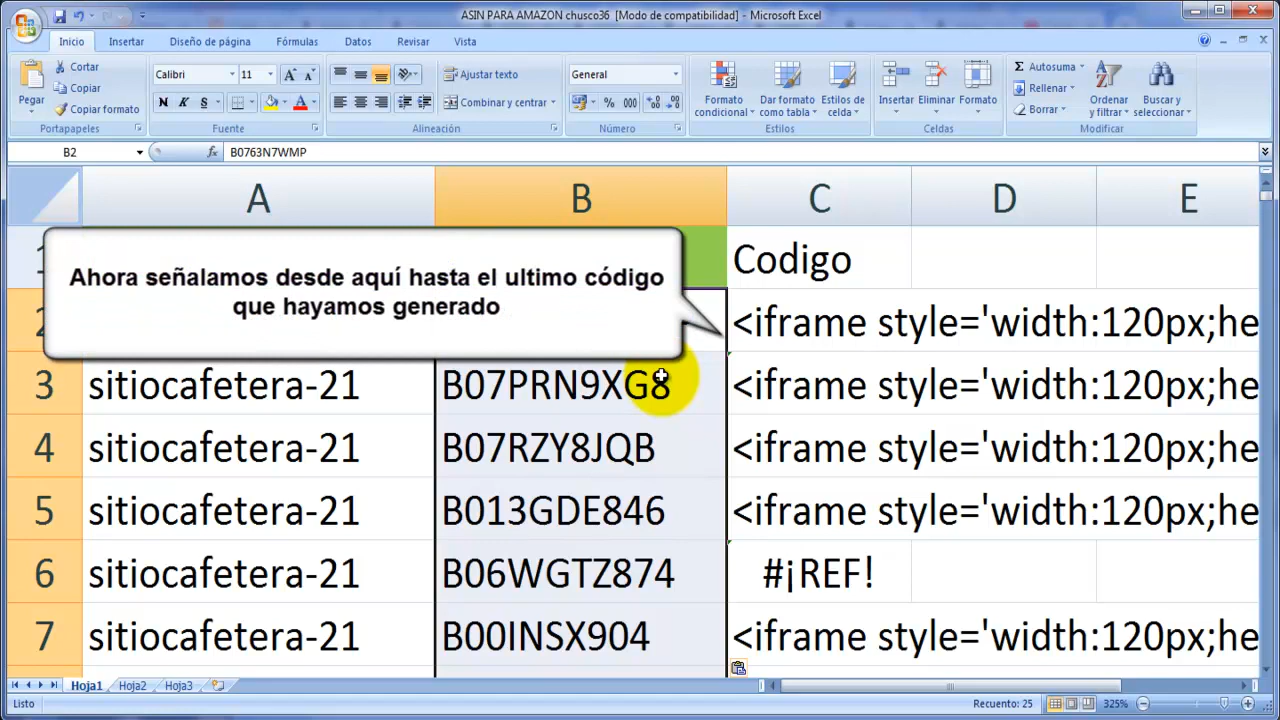 ASIN PARA AMAZON chusco36 [Modo de compatibilidad] - Microsoft Excel
Inicio Insertar Diseño de página Fórmulas Datos Revisar Vista
Pegar
Cortar
Copiar
Copiar formato
Portapapeles
Calibri 11
N K S
Fuente
Ajustar texto
Combinar y centrar
Alineación
General
% 000
Número
Formato condicional
Dar formato como tabla
Estilos de celda
Estilos
Insertar Eliminar Formato
Celdas
Autosuma
Rellenar
Borrar
Ordenar y filtrar
Buscar y seleccionar
Modificar
B2 fx B0763N7WMP
A B C D E
1 Codigo
Ahora señalamos desde aquí hasta el ultimo código
que hayamos generado
2 <iframe style='width:120px;he
3 sitiocafetera-21 B07PRN9XG8 <iframe style='width:120px;he
4 sitiocafetera-21 B07RZY8JQB <iframe style='width:120px;he
5 sitiocafetera-21 B013GDE846 <iframe style='width:120px;he
6 sitiocafetera-21 B06WGTZ874 #¡REF!
7 sitiocafetera-21 B00INSX904 <iframe style='width:120px;he
Hoja1 Hoja2 Hoja3
Listo Recuento: 25 325%